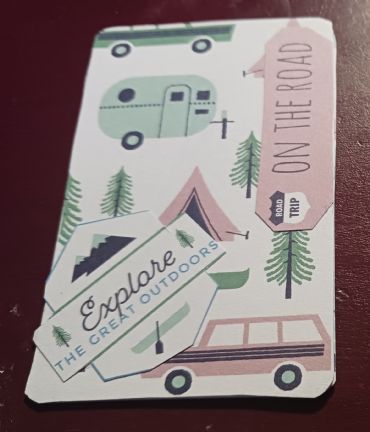 ON THE ROAD
ROAD
TRIP
Explore
THE GREAT OUTDOORS